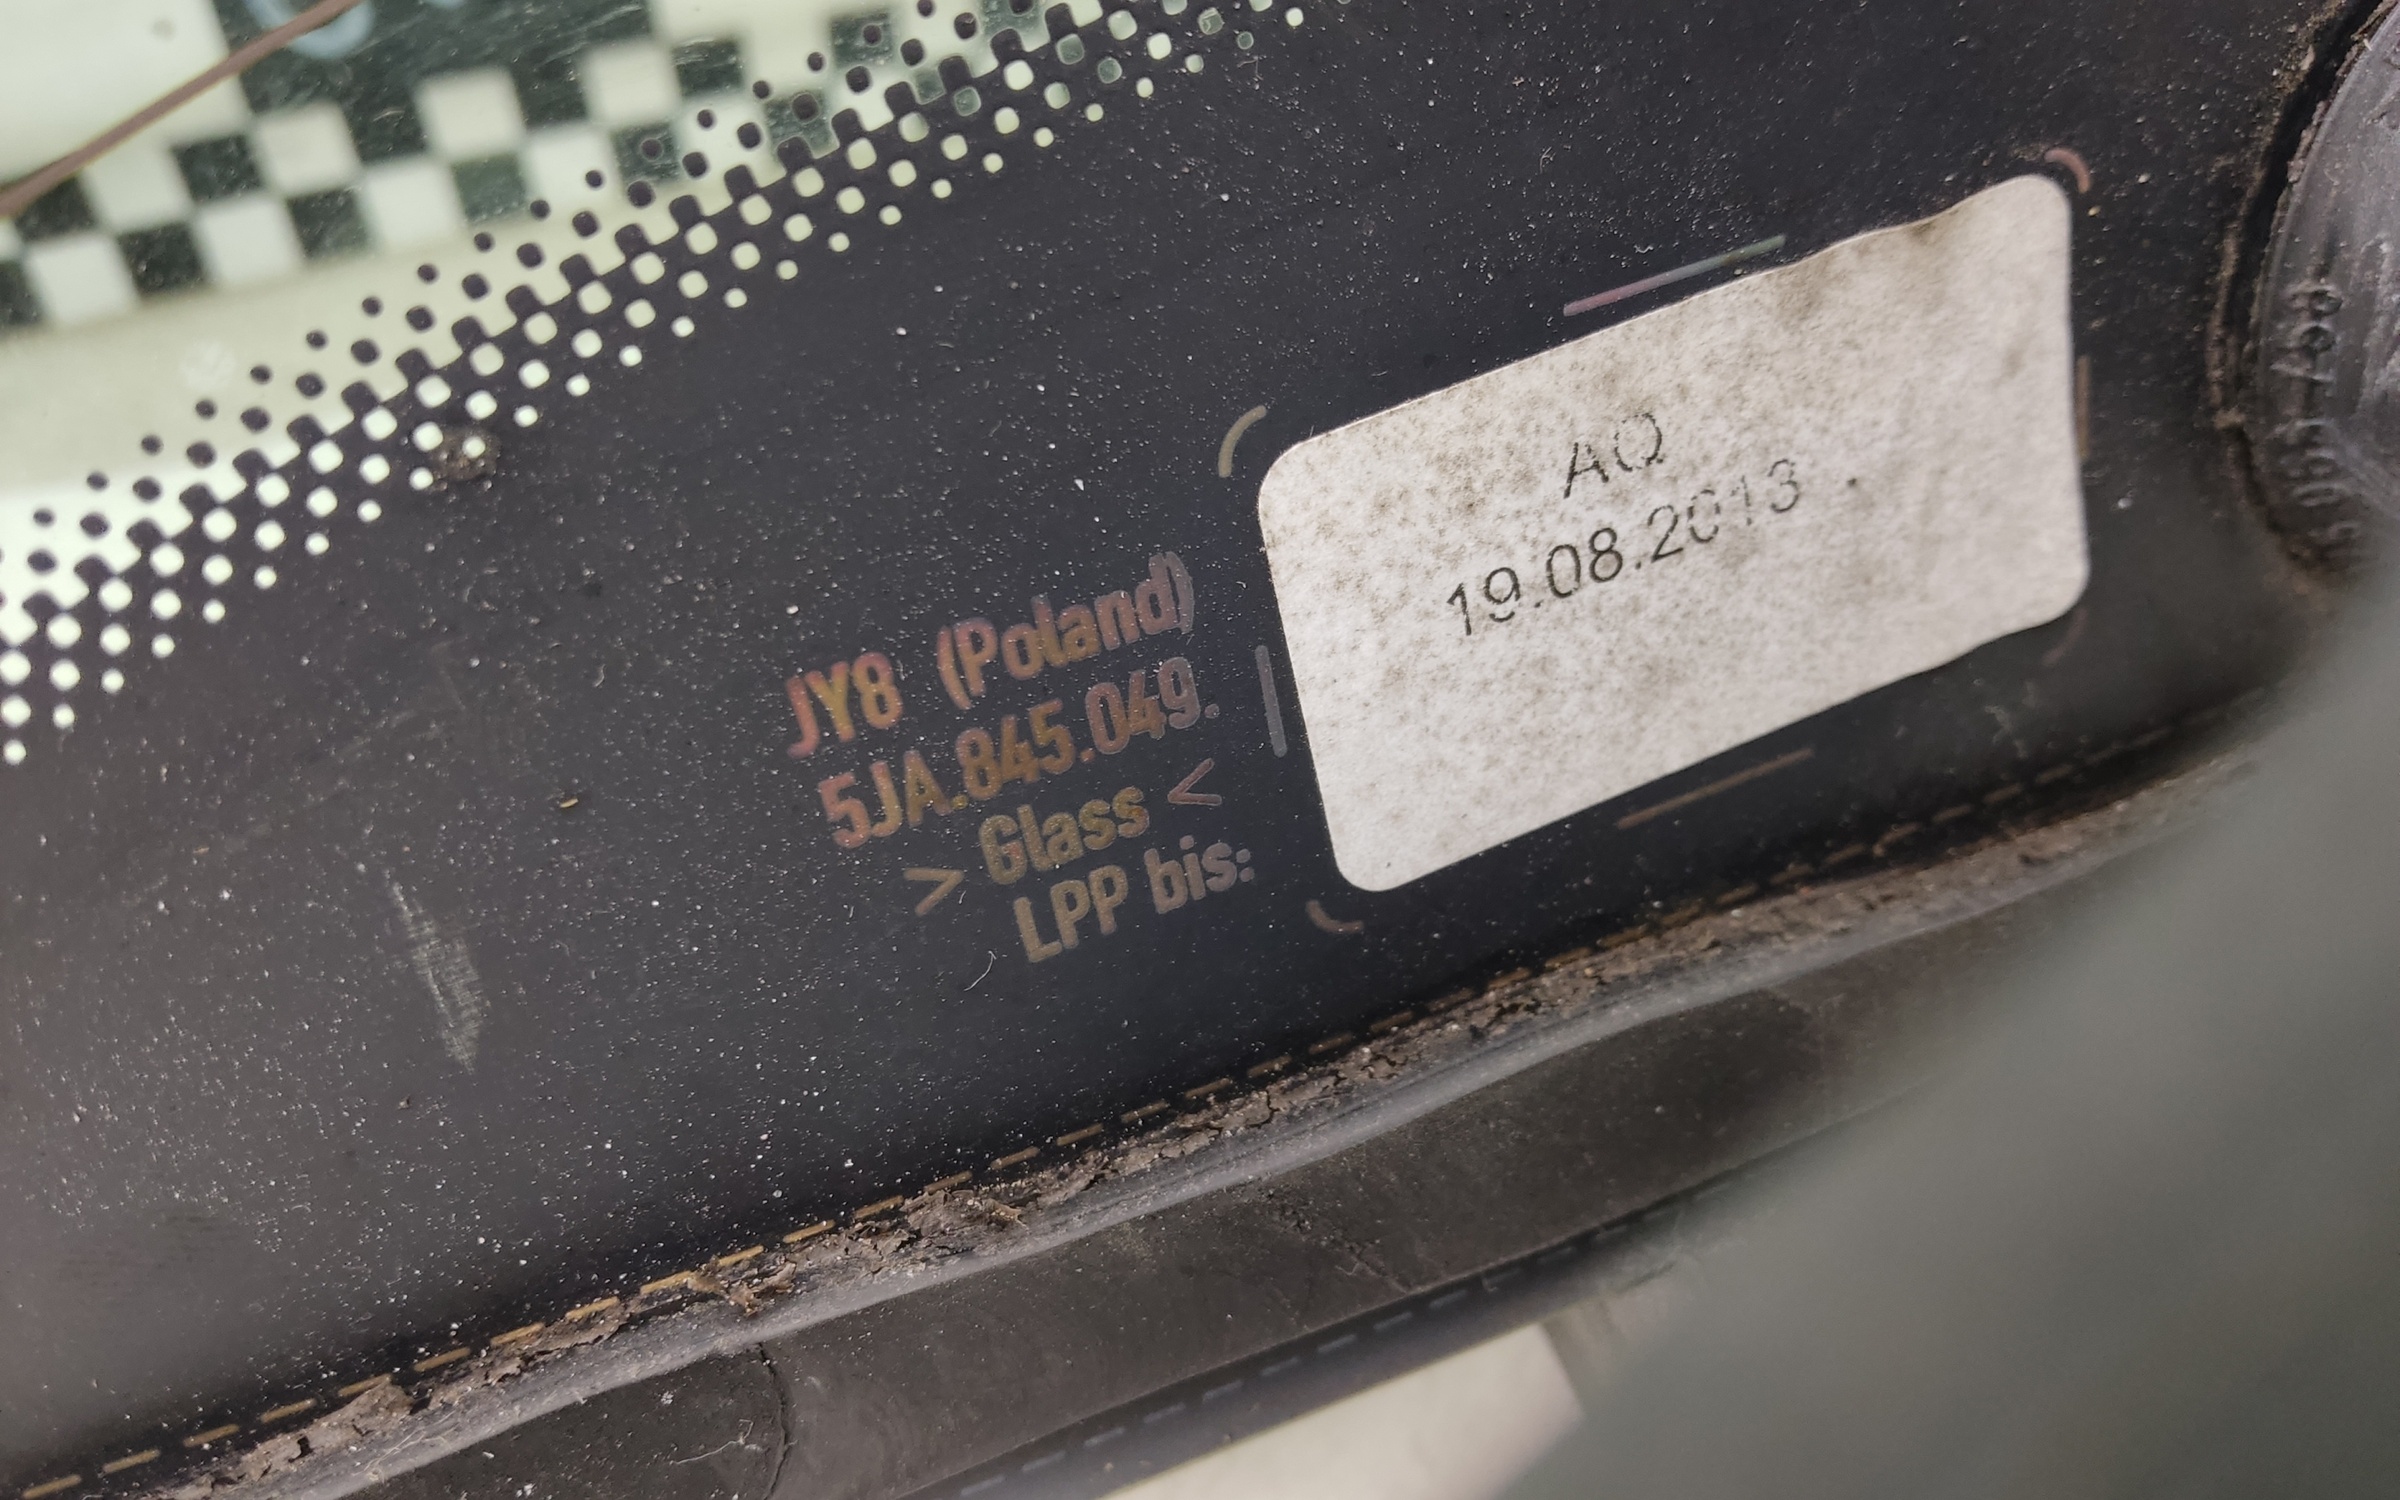 AQ
19.08.2013
JY8 (Poland)
5JA.845.049.
> Glass <
LPP bis: